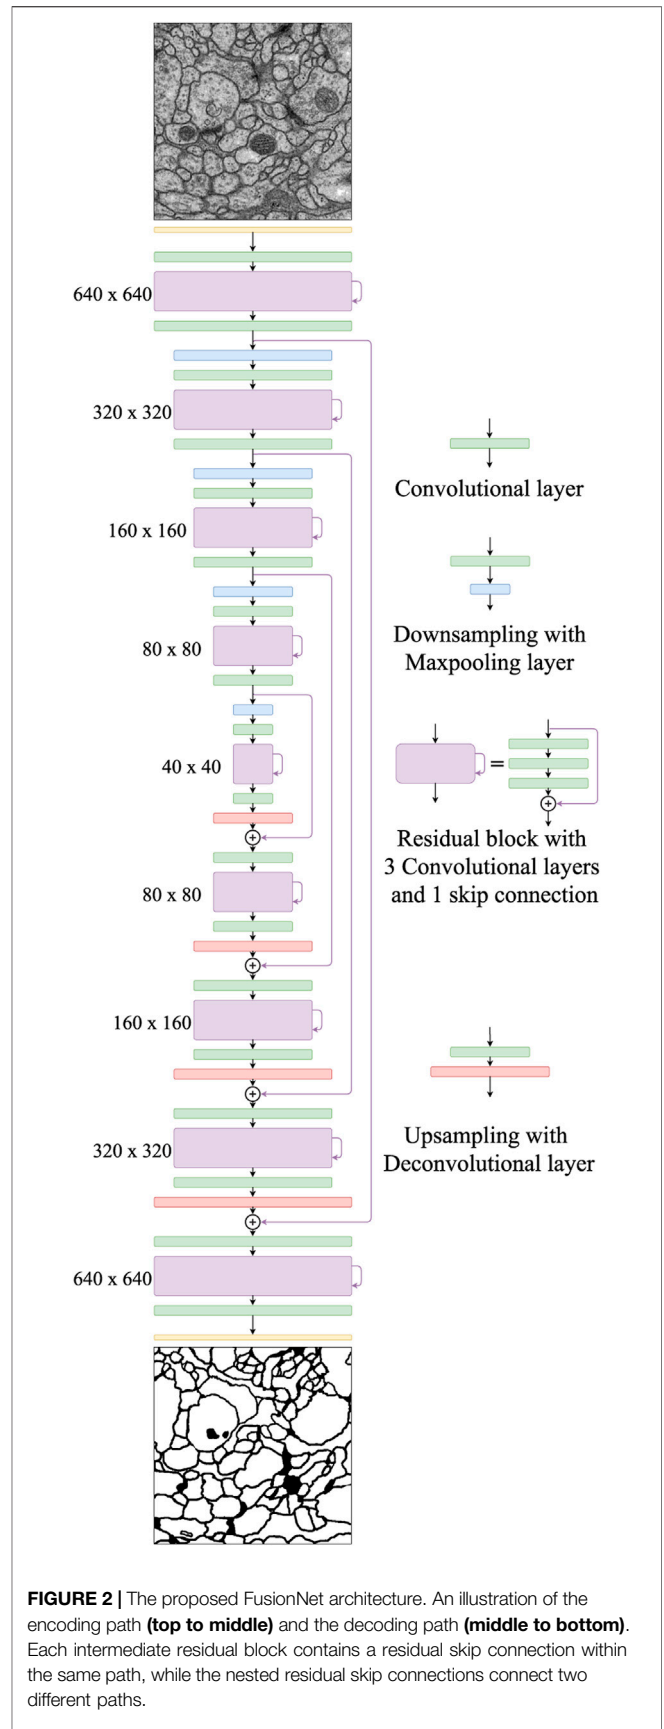 640 x 640
320 x 320
160 x 160
80 x 80
40 x 40
80 x 80
160 x 160
320 x 320
640 x 640
Convolutional layer
Downsampling with
Maxpooling layer
=
Residual block with
3 Convolutional layers
and 1 skip connection
Upsampling with
Deconvolutional layer
FIGURE 2 | The proposed FusionNet architecture. An illustration of the
encoding path (top to middle) and the decoding path (middle to bottom).
Each intermediate residual block contains a residual skip connection within
the same path, while the nested residual skip connections connect two
different paths.